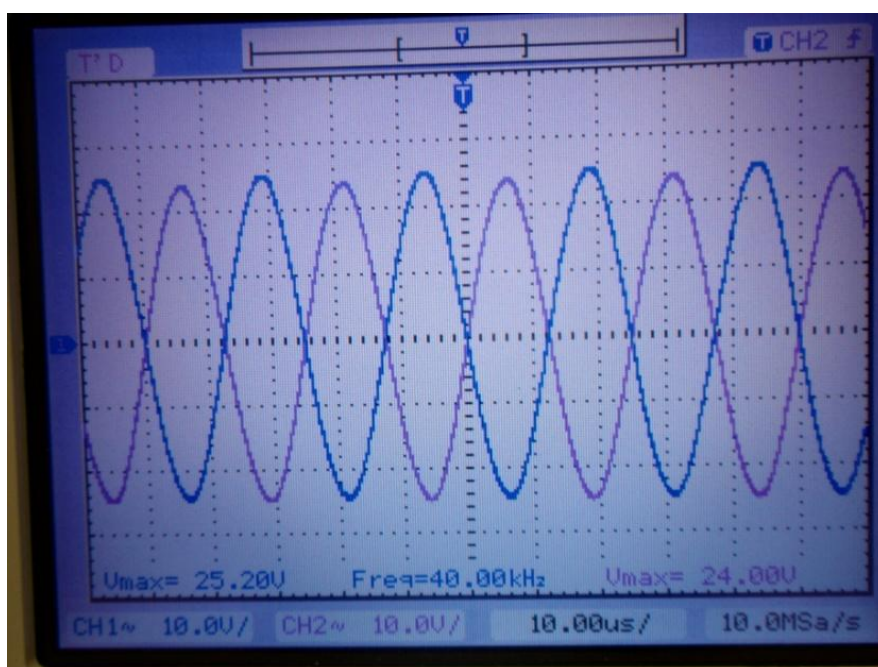 T'D T CH2
T
1
Vmax= 25.20V Freq=40.00kHz Vmax= 24.00V
CH1~ 10.0V/ CH2~ 10.0V/ 10.00us/ 10.0MSa/s